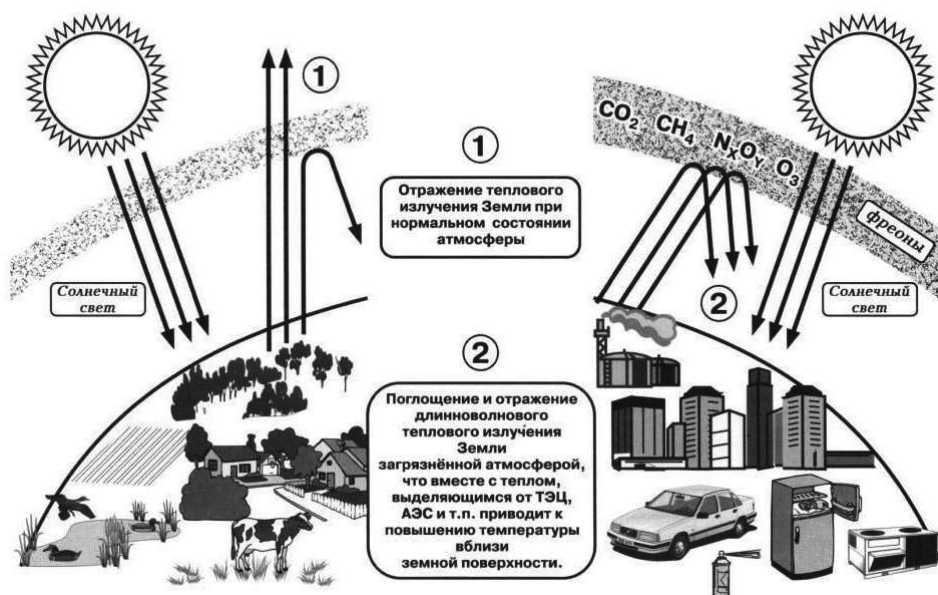 1
CO2 CH4 NXOY O3
1
Отражение теплового
излучения Земли при
нормальном состоянии
атмосферы
фреоны
Солнечный
свет
2
Солнечный
свет
2
Поглощение и отражение
длинноволнового
теплового излучения
Земли
загрязнённой атмосферой,
что вместе с теплом,
выделяющимся от ТЭЦ,
АЭС и т.п. приводит к
повышению температуры
вблизи
земной поверхности.